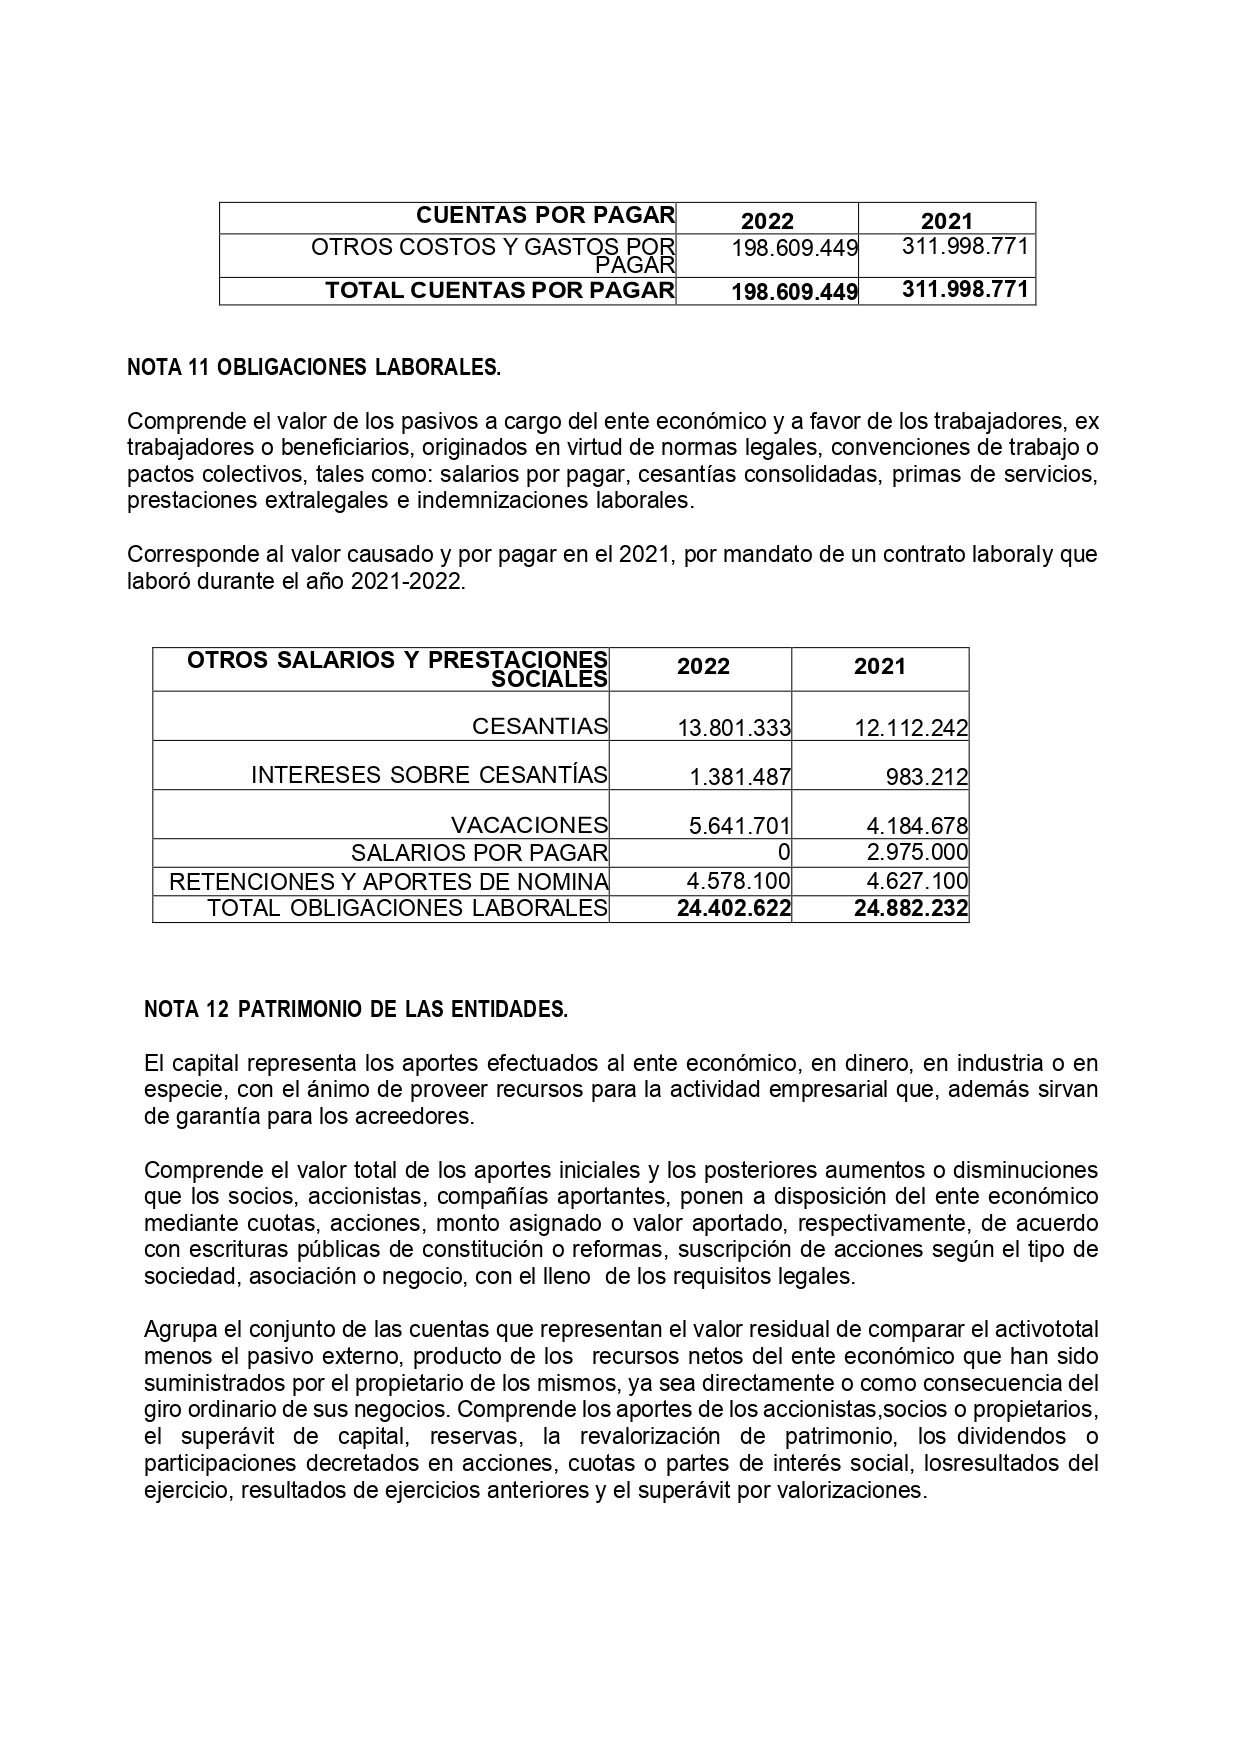 CUENTAS POR PAGAR 2022 2021
OTROS COSTOS Y GASTOS POR 198.609.449 311.998.771
PAGAR
TOTAL CUENTAS POR PAGAR 198.609.449 311.998.771
NOTA 11 OBLIGACIONES LABORALES.
Comprende el valor de los pasivos a cargo del ente económico y a favor de los trabajadores, ex
trabajadores o beneficiarios, originados en virtud de normas legales, convenciones de trabajo o
pactos colectivos, tales como: salarios por pagar, cesantías consolidadas, primas de servicios,
prestaciones extralegales e indemnizaciones laborales.
Corresponde al valor causado y por pagar en el 2021, por mandato de un contrato laboraly que
laboró durante el año 2021-2022.
OTROS SALARIOS Y PRESTACIONES 2022 2021
SOCIALES
CESANTIAS 13.801.333 12.112.242
INTERESES SOBRE CESANTÍAS 1.381.487 983.212
VACACIONES 5.641.701 4.184.678
SALARIOS POR PAGAR 0 2.975.000
RETENCIONES Y APORTES DE NOMINA 4.578.100 4.627.100
TOTAL OBLIGACIONES LABORALES 24.402.622 24.882.232
NOTA 12 PATRIMONIO DE LAS ENTIDADES.
El capital representa los aportes efectuados al ente económico, en dinero, en industria o en
especie, con el ánimo de proveer recursos para la actividad empresarial que, además sirvan
de garantía para los acreedores.
Comprende el valor total de los aportes iniciales y los posteriores aumentos o disminuciones
que los socios, accionistas, compañías aportantes, ponen a disposición del ente económico
mediante cuotas, acciones, monto asignado o valor aportado, respectivamente, de acuerdo
con escrituras públicas de constitución o reformas, suscripción de acciones según el tipo de
sociedad, asociación o negocio, con el lleno de los requisitos legales.
Agrupa el conjunto de las cuentas que representan el valor residual de comparar el activototal
menos el pasivo externo, producto de los recursos netos del ente económico que han sido
suministrados por el propietario de los mismos, ya sea directamente o como consecuencia del
giro ordinario de sus negocios. Comprende los aportes de los accionistas,socios o propietarios,
el superávit de capital, reservas, la revalorización de patrimonio, los dividendos o
participaciones decretados en acciones, cuotas o partes de interés social, losresultados del
ejercicio, resultados de ejercicios anteriores y el superávit por valorizaciones.